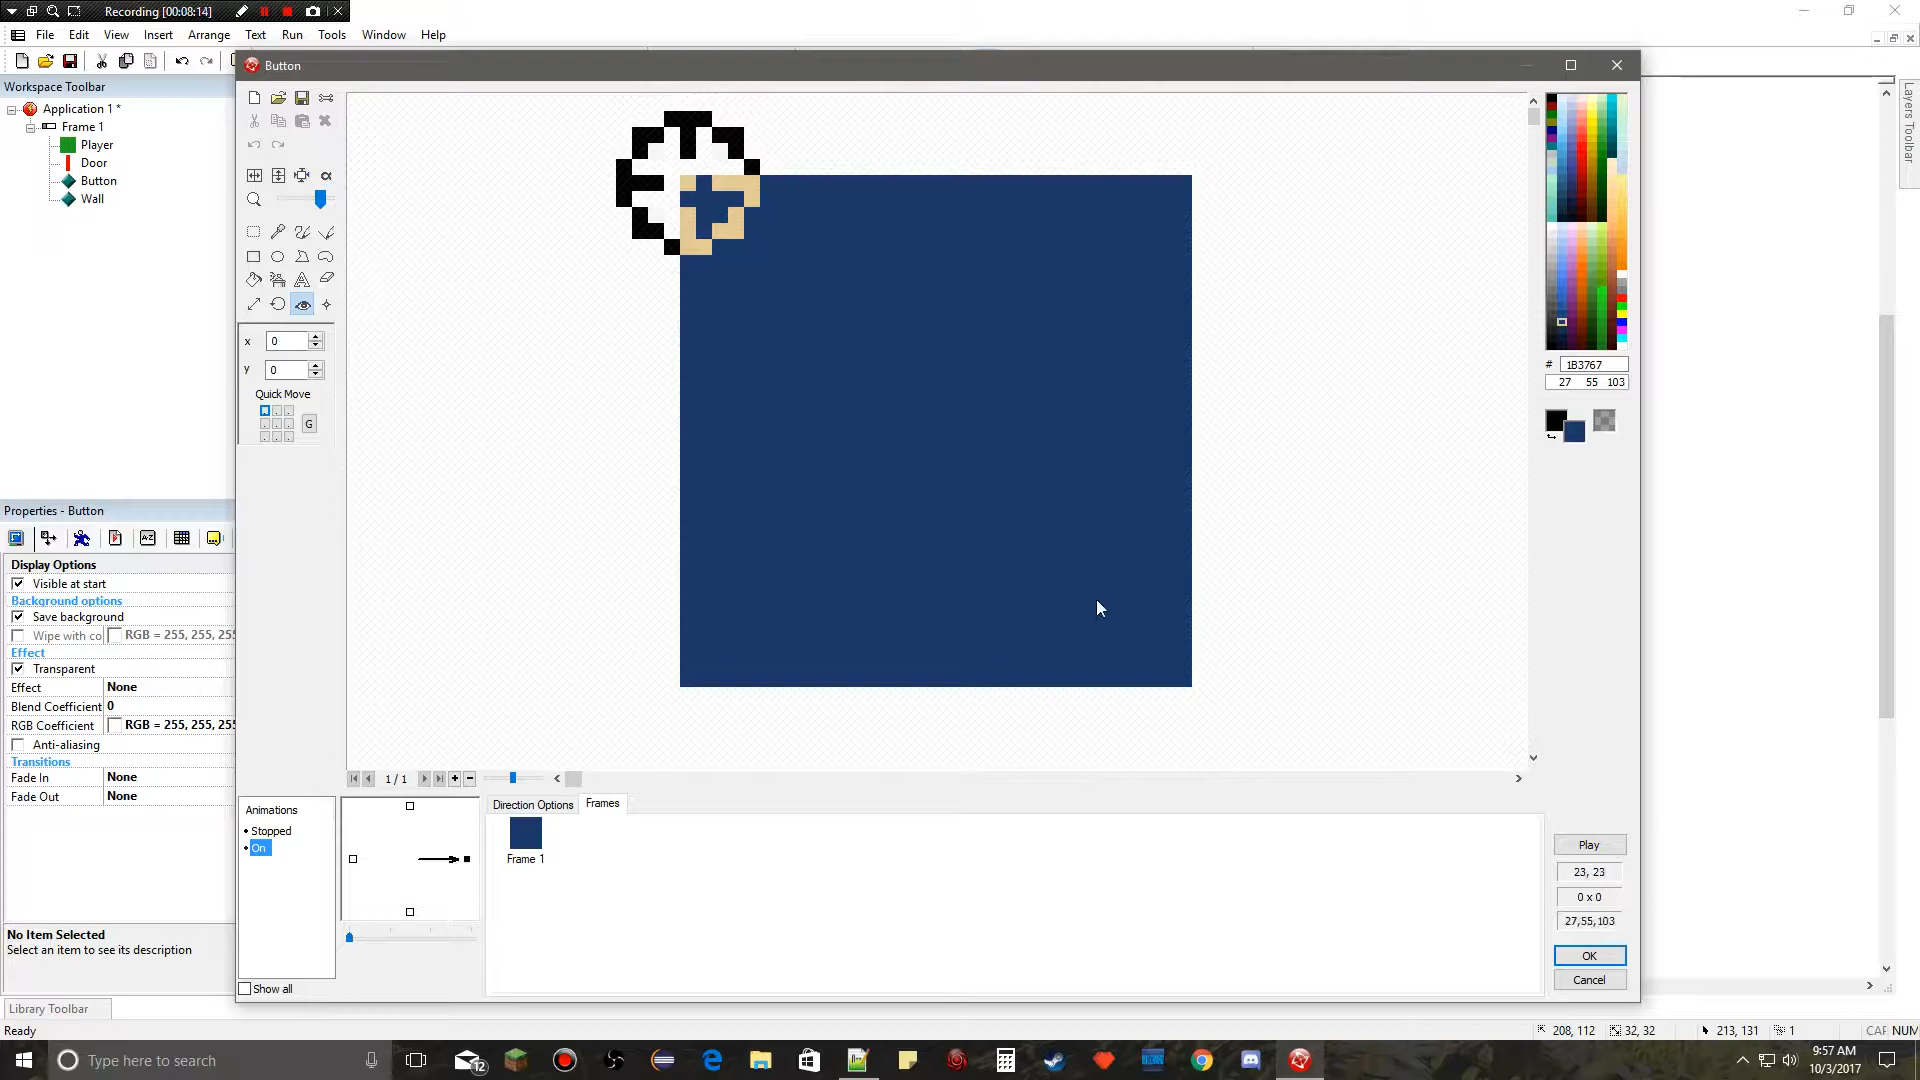 Recording [00:08:14]
File Edit View Insert Arrange Text Run Tools Window Help
Button
Workspace Toolbar
Application 1 *
Frame 1
Player
Door
Button
Wall
Layers Toolbar
α
x 0
y 0
Quick Move
G
# 1B3767
27 55 103
Properties - Button
Display Options
Visible at start
Background options
Save background
Wipe with co RGB = 255, 255, 255
Effect
Transparent
Effect None
Blend Coefficient 0
RGB Coefficient RGB = 255, 255, 255
Anti-aliasing
Transitions
Fade In None
Fade Out None
1 / 1
Animations
Stopped
On
Show all
Direction Options Frames
Frame 1
Play
23, 23
0 x 0
27,55,103
OK
Cancel
No Item Selected
Select an item to see its description
Library Toolbar
Ready
208, 112 32, 32 213, 131 1 CAP NUM
Type here to search
12
9:57 AM
10/3/2017